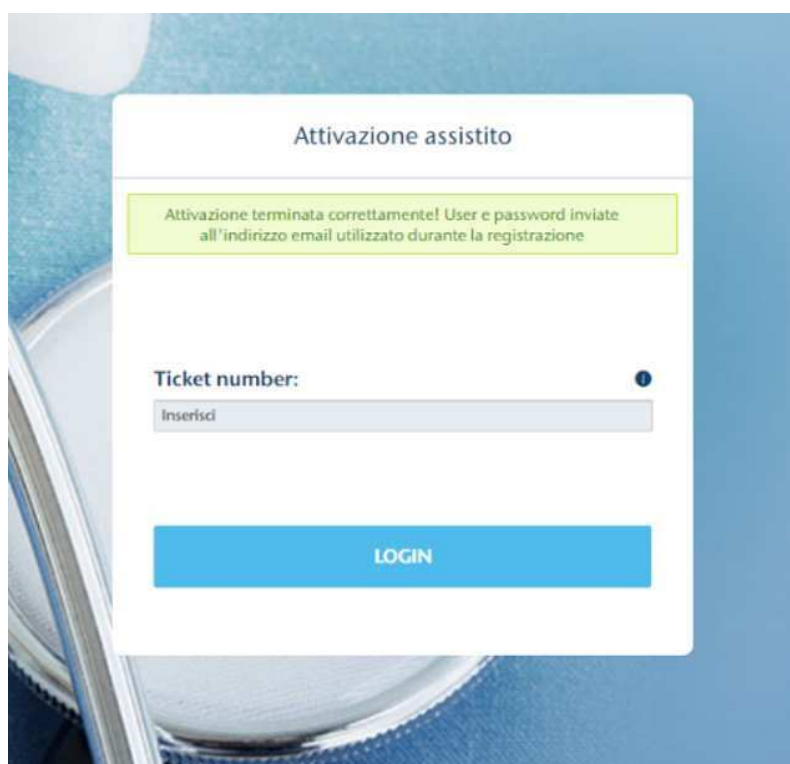 Attivazione assistito
Attivazione terminata correttamente! User e password inviate
all'indirizzo email utilizzato durante la registrazione
Ticket number:
Inserisci
LOGIN